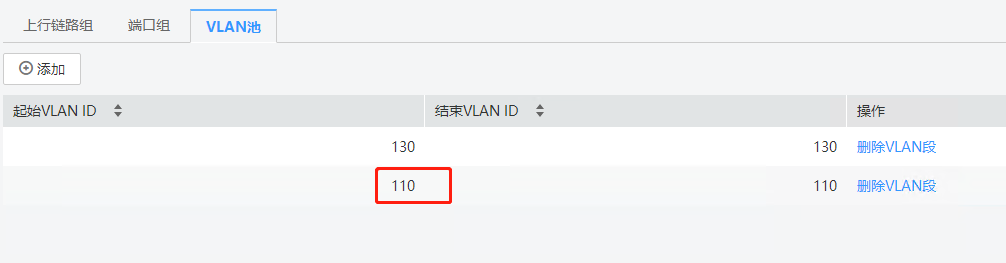 上行链路组 端口组 VLAN池
添加
起始VLAN ID 结束VLAN ID 操作
130 130 删除VLAN段
110 110 删除VLAN段